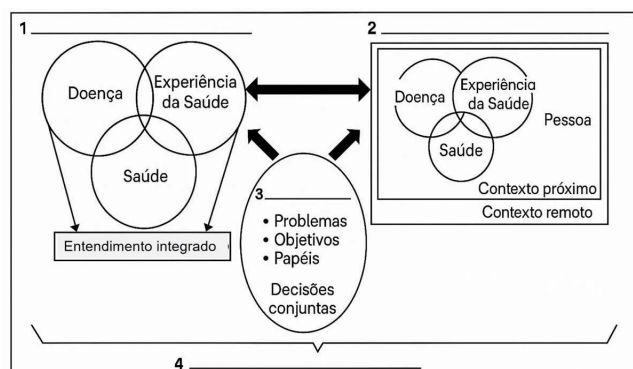 1
Doença
Experiência
da Saúde
Saúde
Entendimento integrado
2
Doença
Experiência
da Saúde
Saúde
Pessoa
Contexto próximo
Contexto remoto
3
• Problemas
• Objetivos
• Papéis
Decisões
conjuntas
4